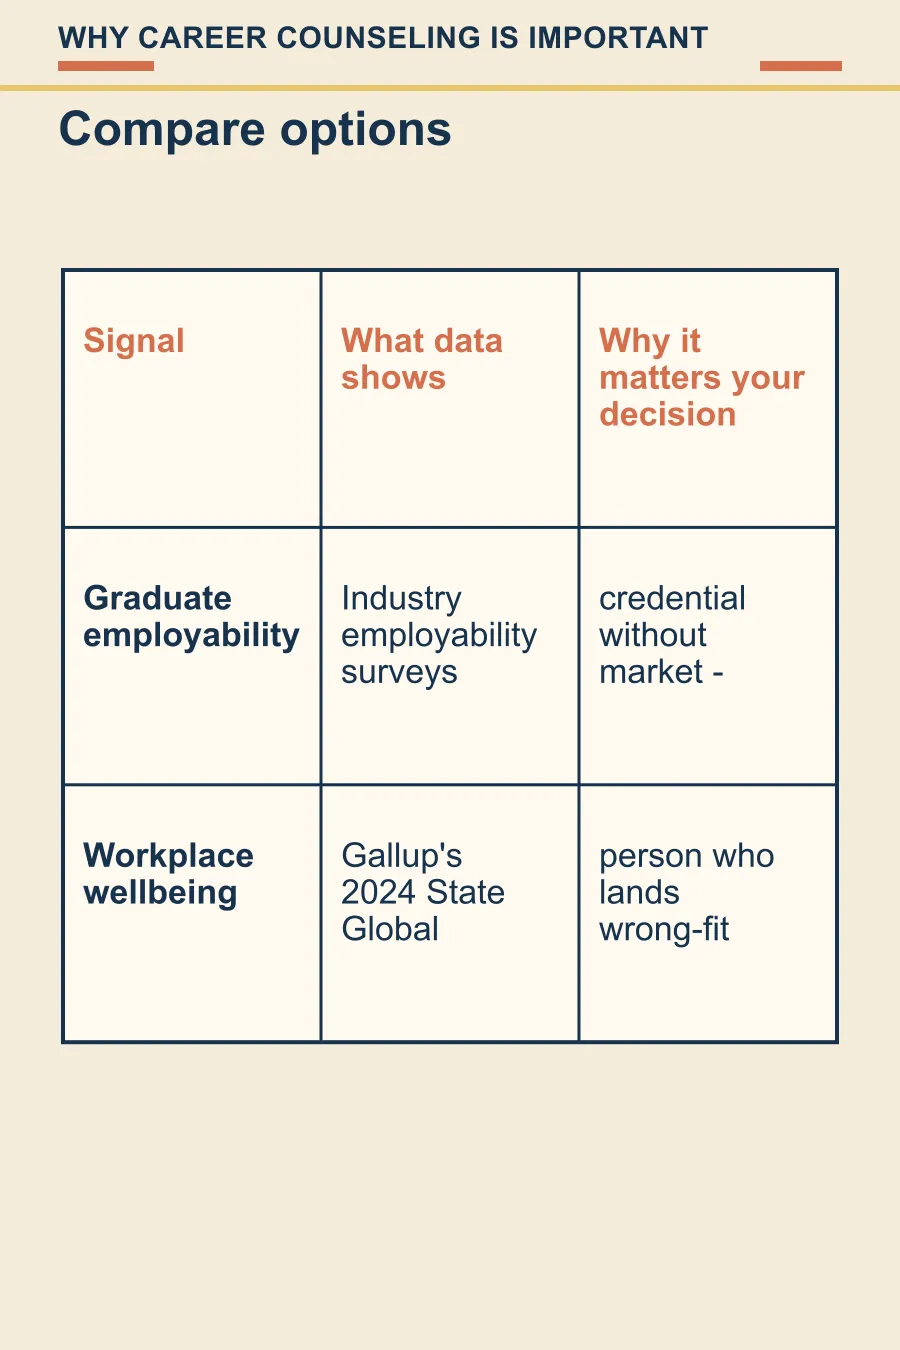 WHY CAREER COUNSELING IS IMPORTANT
Compare options
Signal
What data
shows
Why it
matters your
decision
Graduate
employability
Industry
employability
surveys
credential
without
market -
Workplace
wellbeing
Gallup's
2024 State
Global
person who
lands
wrong-fit